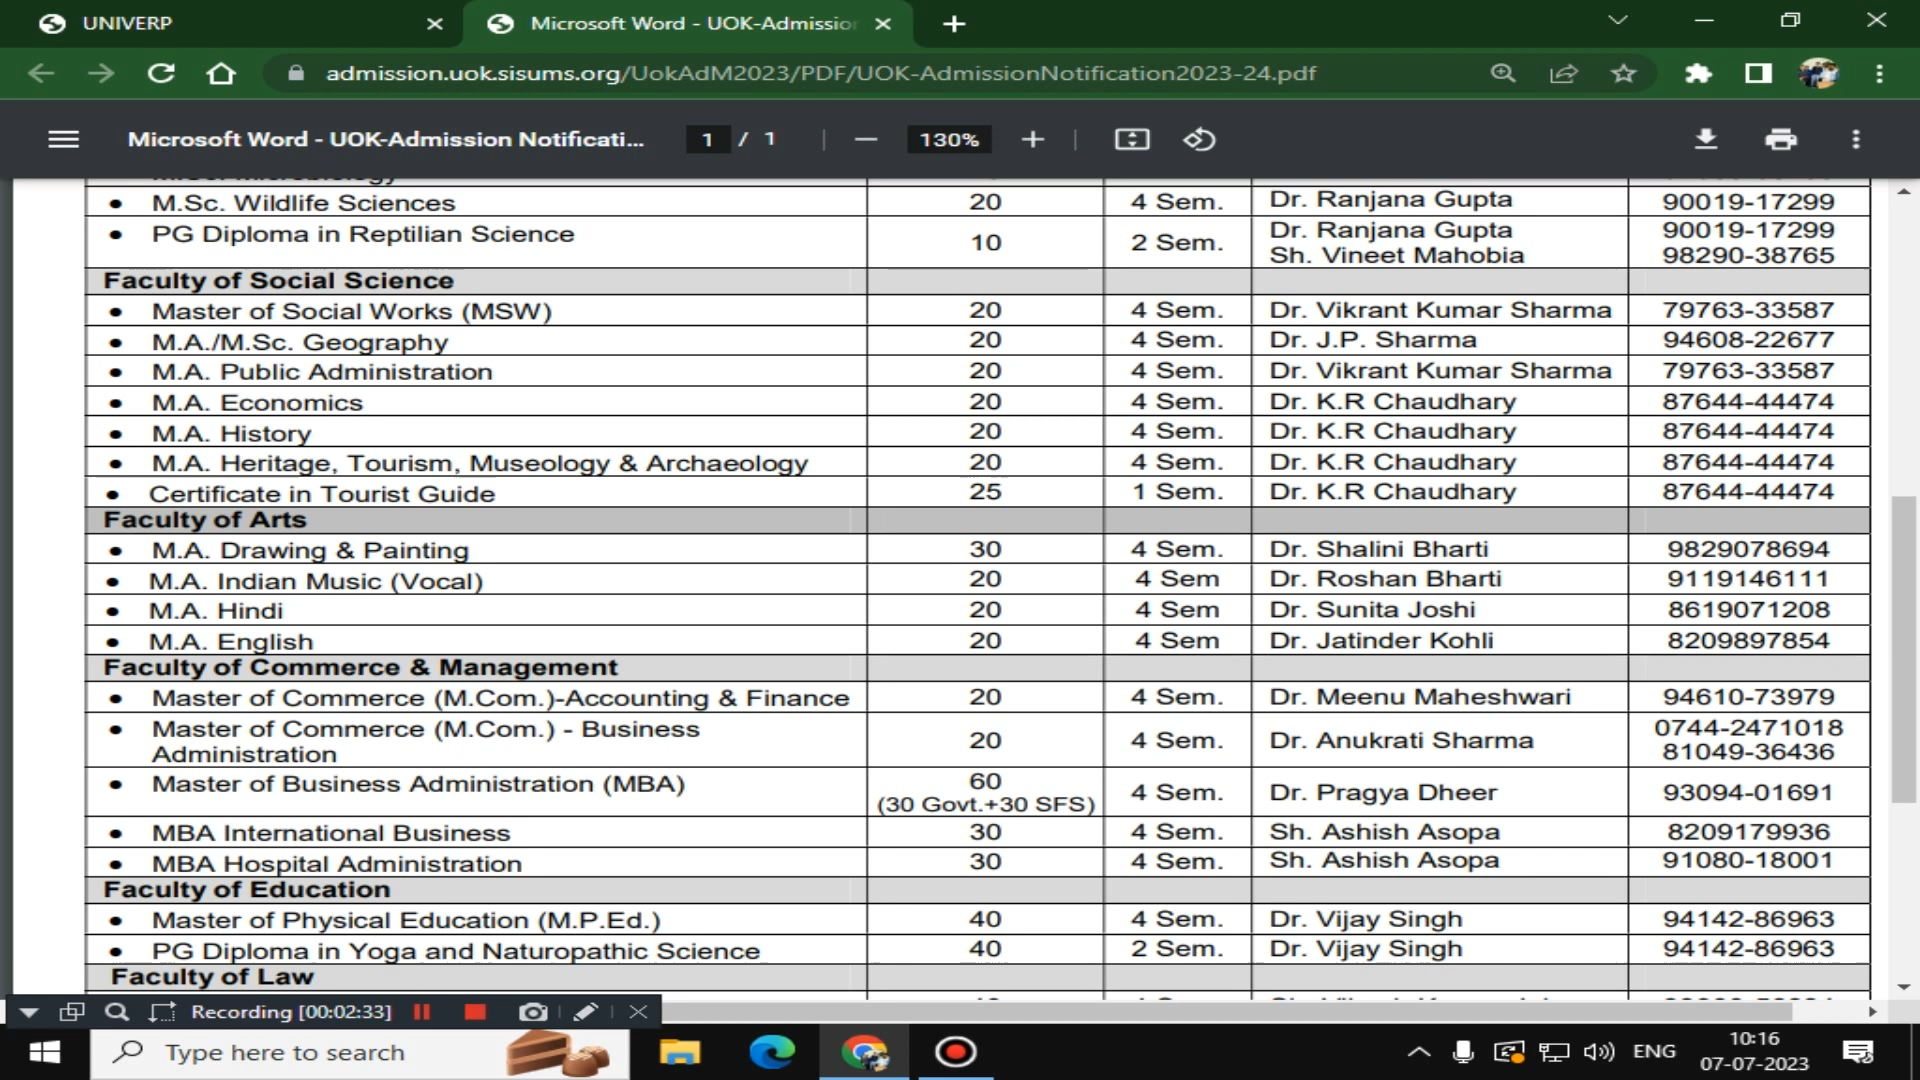 UNIVERP
Microsoft Word - UOK-Admissio
admission.uok.sisums.org/UokAdM2023/PDF/UOK-AdmissionNotification2023-24.pdf
Microsoft Word - UOK-Admission Notificati... 1 / 1 130%
M.Sc. Microbiology
• M.Sc. Wildlife Sciences 20 4 Sem. Dr. Ranjana Gupta 90019-17299
• PG Diploma in Reptilian Science 10 2 Sem. Dr. Ranjana Gupta 90019-17299
Sh. Vineet Mahobia 98290-38765
Faculty of Social Science
• Master of Social Works (MSW) 20 4 Sem. Dr. Vikrant Kumar Sharma 79763-33587
• M.A./M.Sc. Geography 20 4 Sem. Dr. J.P. Sharma 94608-22677
• M.A. Public Administration 20 4 Sem. Dr. Vikrant Kumar Sharma 79763-33587
• M.A. Economics 20 4 Sem. Dr. K.R Chaudhary 87644-44474
• M.A. History 20 4 Sem. Dr. K.R Chaudhary 87644-44474
• M.A. Heritage, Tourism, Museology & Archaeology 20 4 Sem. Dr. K.R Chaudhary 87644-44474
• Certificate in Tourist Guide 25 1 Sem. Dr. K.R Chaudhary 87644-44474
Faculty of Arts
• M.A. Drawing & Painting 30 4 Sem. Dr. Shalini Bharti 9829078694
• M.A. Indian Music (Vocal) 20 4 Sem Dr. Roshan Bharti 9119146111
• M.A. Hindi 20 4 Sem Dr. Sunita Joshi 8619071208
• M.A. English 20 4 Sem Dr. Jatinder Kohli 8209897854
Faculty of Commerce & Management
• Master of Commerce (M.Com.)-Accounting & Finance 20 4 Sem. Dr. Meenu Maheshwari 94610-73979
• Master of Commerce (M.Com.) - Business 20 4 Sem. Dr. Anukrati Sharma 0744-2471018
Administration 81049-36436
• Master of Business Administration (MBA) 60 4 Sem. Dr. Pragya Dheer 93094-01691
(30 Govt.+30 SFS)
• MBA International Business 30 4 Sem. Sh. Ashish Asopa 8209179936
• MBA Hospital Administration 30 4 Sem. Sh. Ashish Asopa 91080-18001
Faculty of Education
• Master of Physical Education (M.P.Ed.) 40 4 Sem. Dr. Vijay Singh 94142-86963
• PG Diploma in Yoga and Naturopathic Science 40 2 Sem. Dr. Vijay Singh 94142-86963
Faculty of Law
Recording [00:02:33]
Type here to search
ENG
10:16
07-07-2023